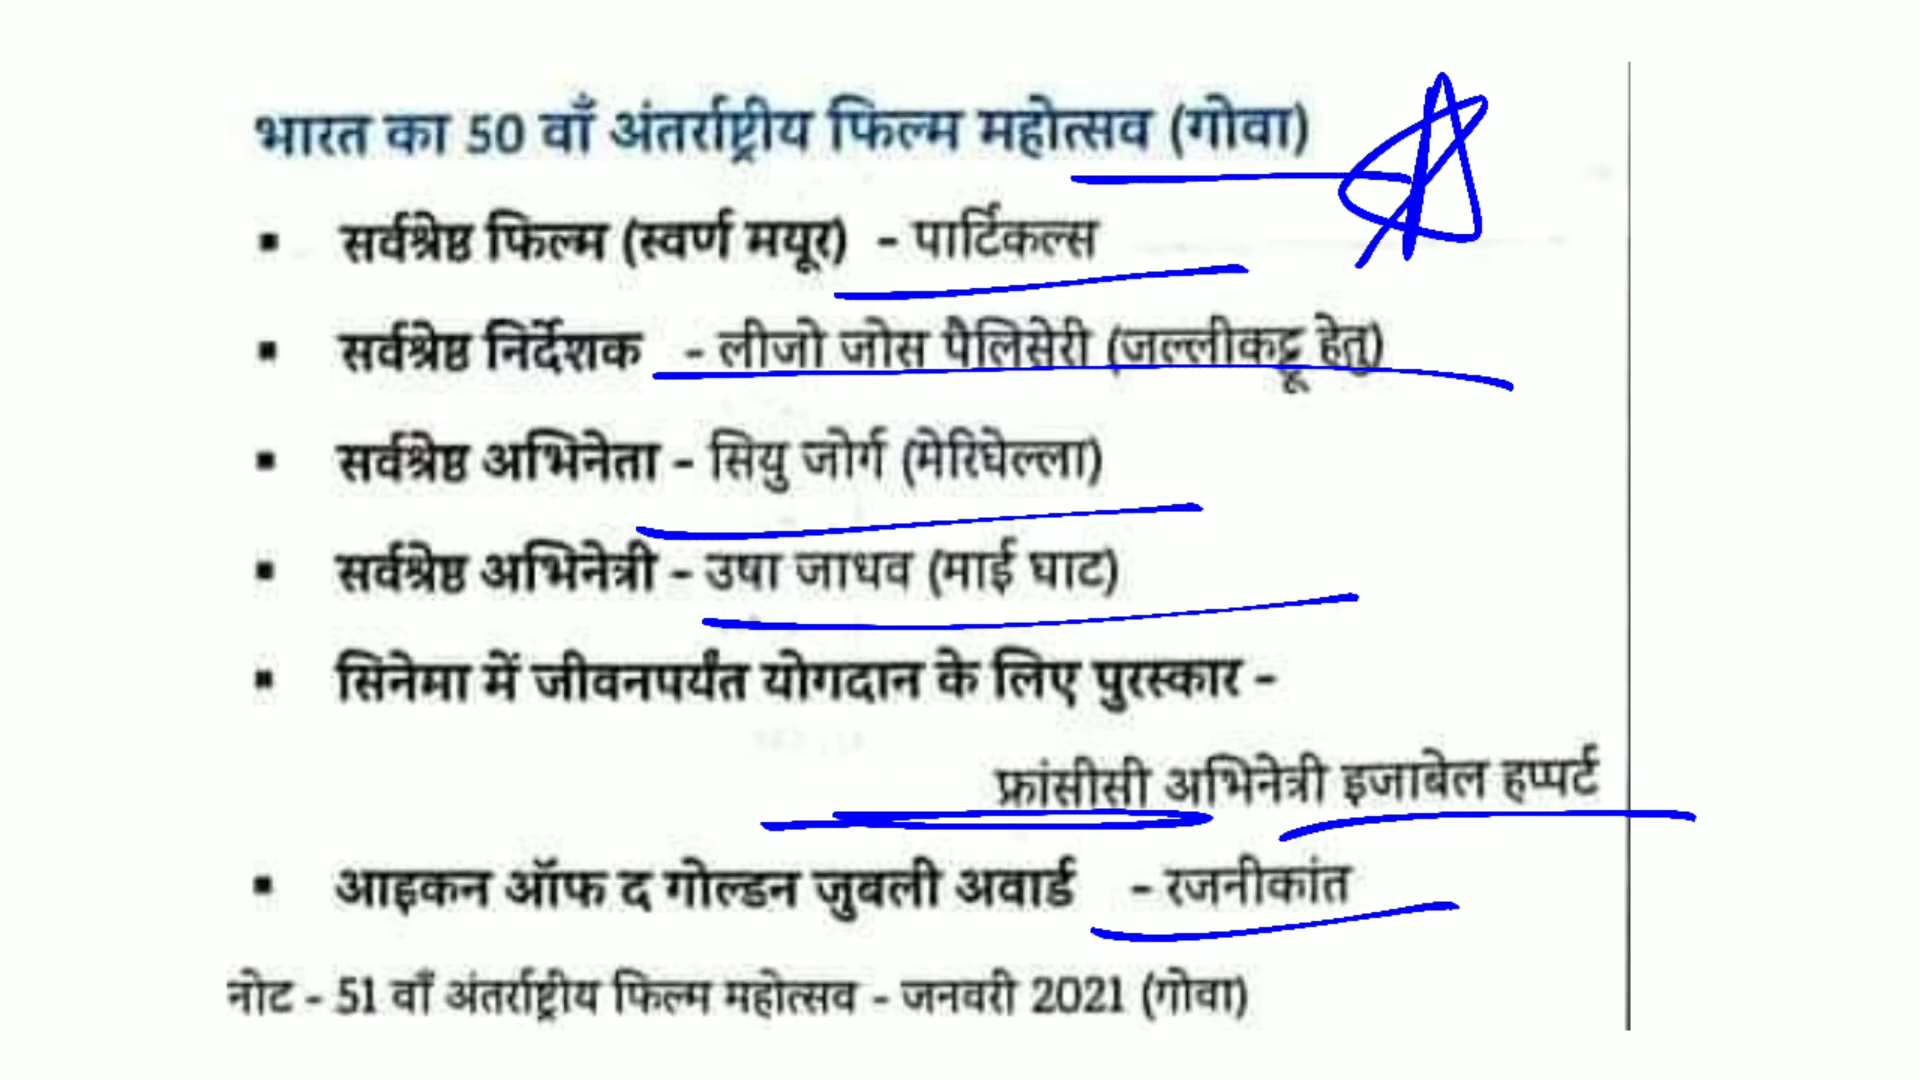 भारत का 50 वाँ अंतर्राष्ट्रीय फिल्म महोत्सव (गोवा)
▪ सर्वश्रेष्ठ फिल्म (स्वर्ण मयूर) - पार्टिकल्स
▪ सर्वश्रेष्ठ निर्देशक - लीजो जोस पैलिसेरी (जल्लीकट्टू हेतु)
▪ सर्वश्रेष्ठ अभिनेता - सियु जोर्ग (मेरिघेल्ला)
▪ सर्वश्रेष्ठ अभिनेत्री - उषा जाधव (माई घाट)
▪ सिनेमा में जीवनपर्यंत योगदान के लिए पुरस्कार -
फ्रांसीसी अभिनेत्री इजाबेल हप्पर्ट
▪ आइकन ऑफ द गोल्डन जुबली अवार्ड - रजनीकांत
नोट - 51 वाँ अंतर्राष्ट्रीय फिल्म महोत्सव - जनवरी 2021 (गोवा)